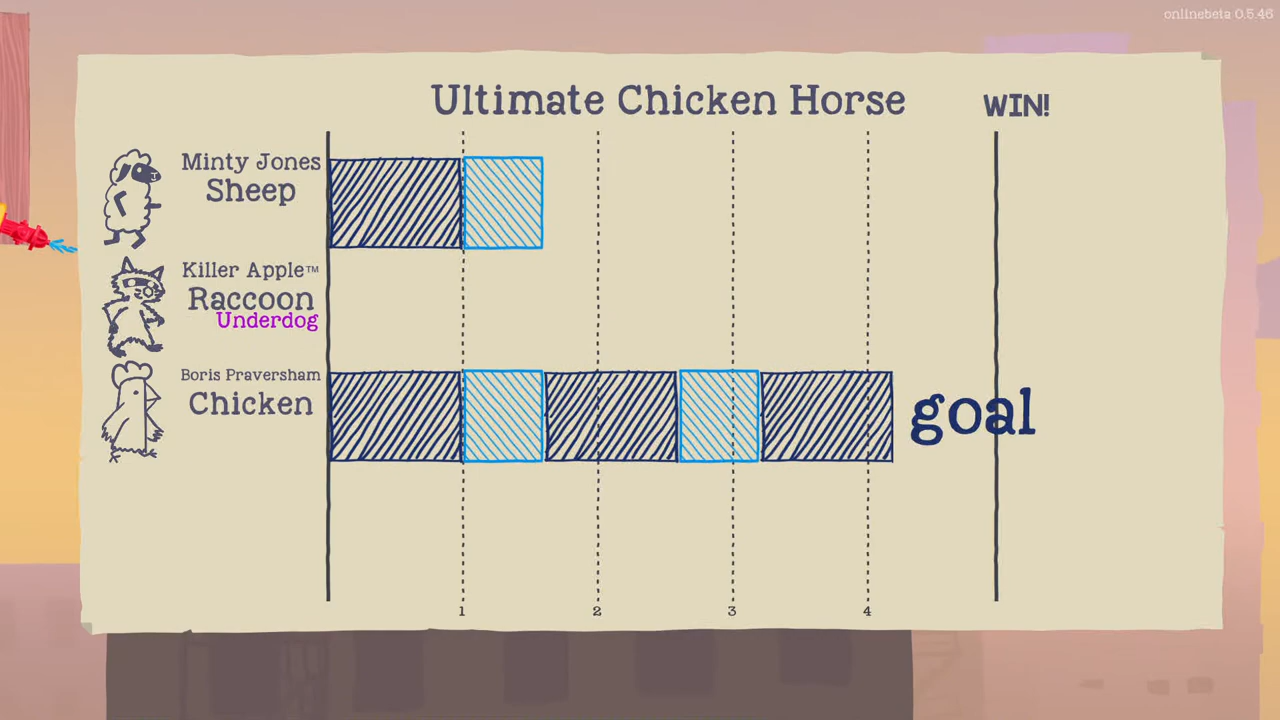 onlinebeta 0.5.46
Ultimate Chicken Horse
WIN!
Minty Jones
Sheep
Killer Apple™
Raccoon
Underdog
Boris Praversham
Chicken
goal
1 2 3 4